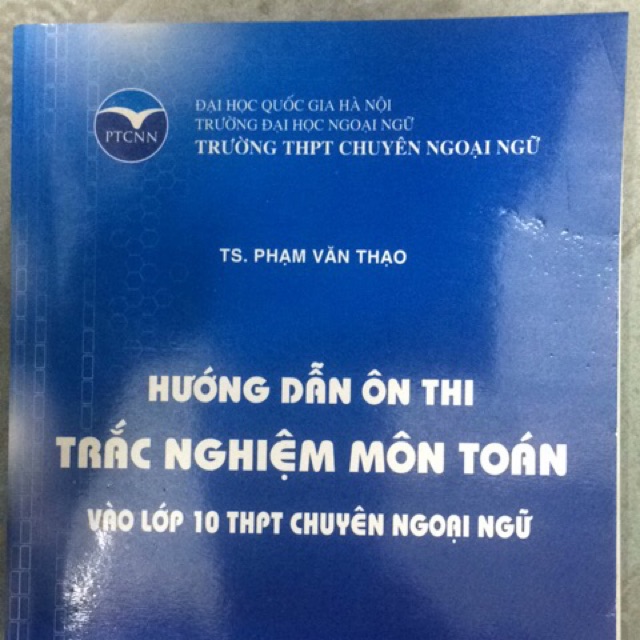 PTCNN
ĐẠI HỌC QUỐC GIA HÀ NỘI
TRƯỜNG ĐẠI HỌC NGOẠI NGỮ
TRƯỜNG THPT CHUYÊN NGOẠI NGỮ
TS. PHẠM VĂN THẠO
HƯỚNG DẪN ÔN THI
TRẮC NGHIỆM MÔN TOÁN
VÀO LỚP 10 THPT CHUYÊN NGOẠI NGỮ